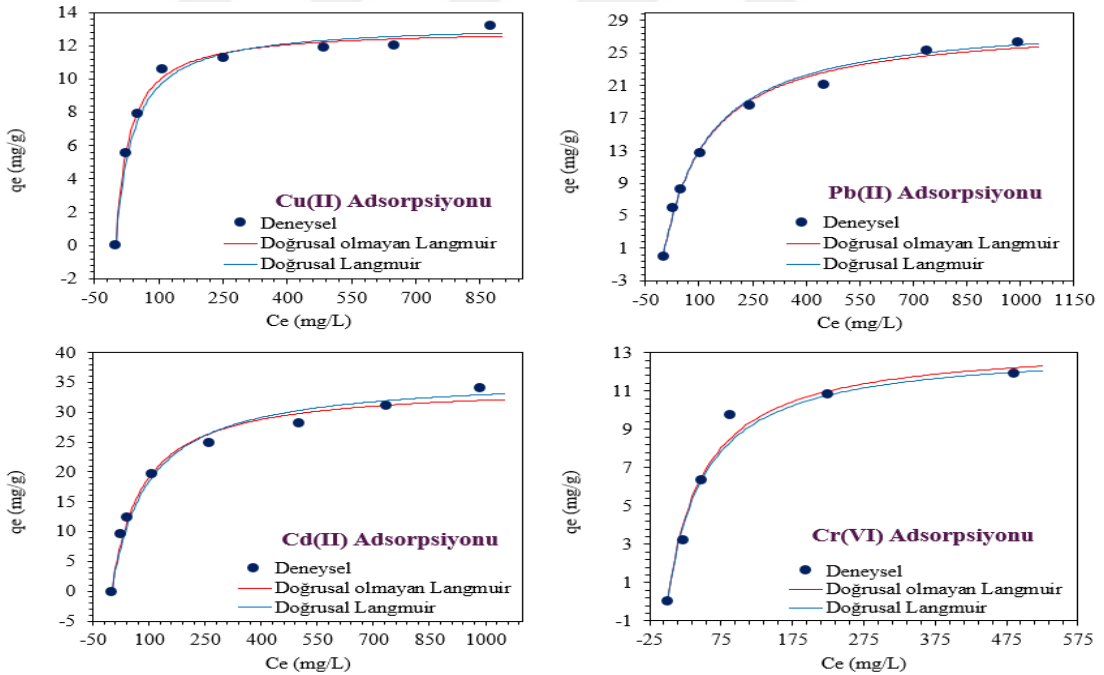 14
12
10
8
6
4
2
0
-2
qe (mg/g)
Cu(II) Adsorpsiyonu
Deneysel
Doğrusal olmayan Langmuir
Doğrusal Langmuir
-50 100 250 400 550 700 850
Ce (mg/L)
29
25
21
17
13
9
5
1
-3
qe (mg/g)
Pb(II) Adsorpsiyonu
Deneysel
Doğrusal olmayan Langmuir
Doğrusal Langmuir
-50 100 250 400 550 700 850 1000 1150
Ce (mg/L)
40
35
30
25
20
15
10
5
0
-5
qe (mg/g)
Cd(II) Adsorpsiyonu
Deneysel
Doğrusal olmayan Langmuir
Doğrusal Langmuir
-50 100 250 400 550 700 850 1000
Ce (mg/L)
13
11
9
7
5
3
1
-1
qe (mg/g)
Cr(VI) Adsorpsiyonu
Deneysel
Doğrusal olmayan Langmuir
Doğrusal Langmuir
-25 75 175 275 375 475 575
Ce (mg/L)